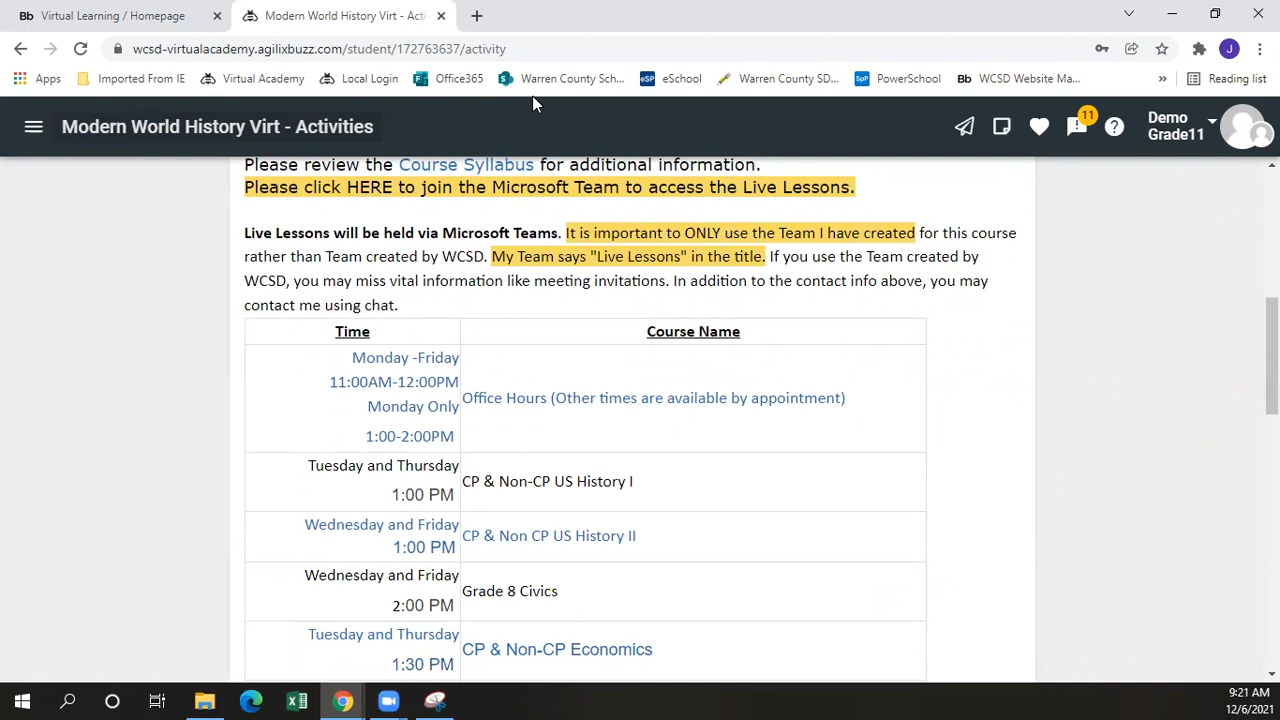 Virtual Learning / Homepage
Modern World History Virt - Acti
wcsd-virtualacademy.agilixbuzz.com/student/172763637/activity
J
Apps
Imported From IE
Virtual Academy
Local Login
Office365
Warren County Sch...
eSchool
Warren County SD...
PowerSchool
WCSD Website Ma...
»
Reading list
Modern World History Virt - Activities
11
Demo
Grade11
Please review the Course Syllabus for additional information.
Please click HERE to join the Microsoft Team to access the Live Lessons.
Live Lessons will be held via Microsoft Teams. It is important to ONLY use the Team I have created for this course
rather than Team created by WCSD. My Team says "Live Lessons" in the title. If you use the Team created by
WCSD, you may miss vital information like meeting invitations. In addition to the contact info above, you may
contact me using chat.
Time
Course Name
Monday -Friday
11:00AM-12:00PM
Monday Only
1:00-2:00PM
Office Hours (Other times are available by appointment)
Tuesday and Thursday
1:00 PM
CP & Non-CP US History I
Wednesday and Friday
1:00 PM
CP & Non CP US History II
Wednesday and Friday
2:00 PM
Grade 8 Civics
Tuesday and Thursday
1:30 PM
CP & Non-CP Economics
9:21 AM
12/6/2021